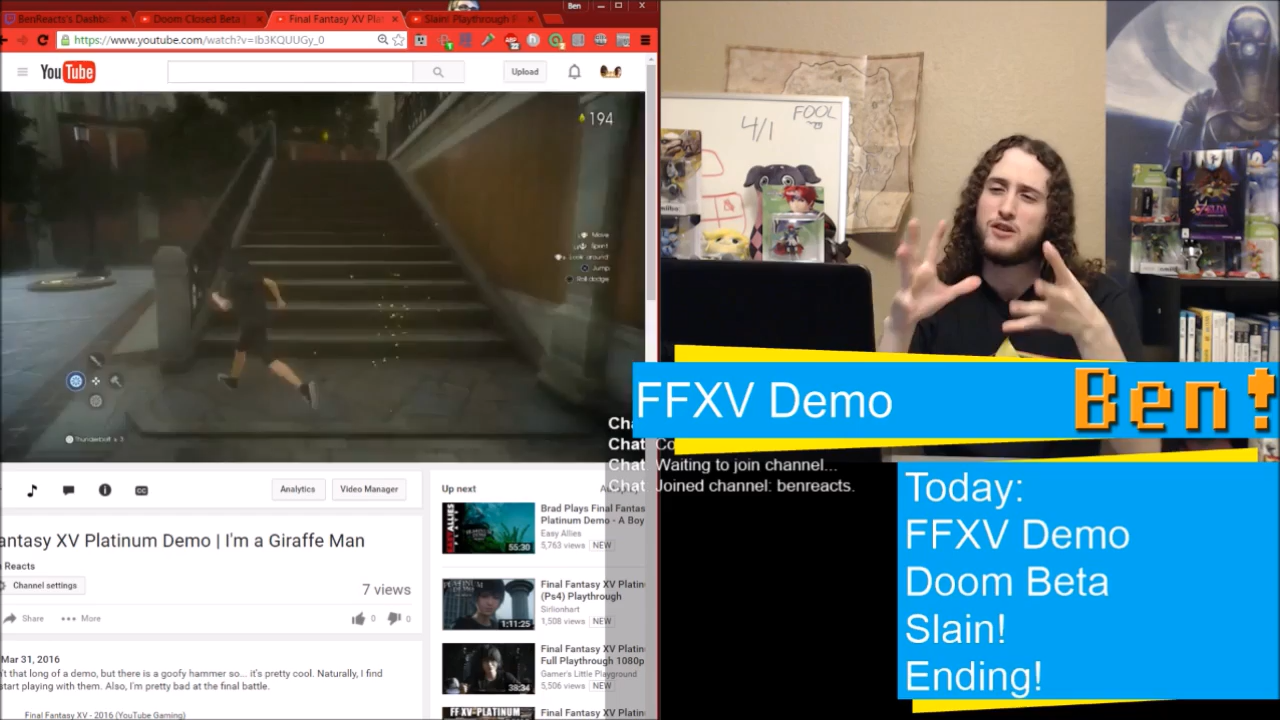 BenReacts's Dashb
Doom Closed Beta |
Final Fantasy XV Plat
Slain! Playthrough P
Ben
https://www.youtube.com/watch?v=Ib3KQUUGy_0
YouTube
Upload
194
Move
Sprint
Look around
Jump
Roll dodge
Thunderbolt x 3
4/1
FOOL
FFXV Demo
Ben!
Chat
Chat
Chat Waiting to join channel...
Chat Joined channel: benreacts.
Today:
FFXV Demo
Doom Beta
Slain!
Ending!
Analytics
Video Manager
antasy XV Platinum Demo | I'm a Giraffe Man
n Reacts
Channel settings
7 views
Share
More
0
0
Mar 31, 2016
't that long of a demo, but there is a goofy hammer so... it's pretty cool. Naturally, I find
start playing with them. Also, I'm pretty bad at the final battle.
Final Fantasy XV - 2016 (YouTube Gaming)
Up next
Brad Plays Final Fantas
Platinum Demo - A Boy
Easy Allies
5,763 views NEW
EASY ALLIES
55:30
Final Fantasy XV Platin
(Ps4) Playthrough
Sirlionhart
1,508 views NEW
1:11:25
Final Fantasy XV Platin
Full Playthrough 1080p
Gamer's Little Playground
5,506 views NEW
38:34
Final Fantasy XV Platin
FF XV-PLATINUM